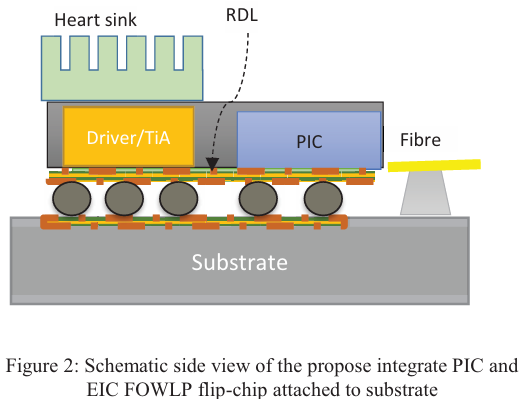 Heart sink
RDL
Driver/TiA
PIC
Fibre
Substrate
Figure 2: Schematic side view of the propose integrate PIC and
EIC FOWLP flip-chip attached to substrate